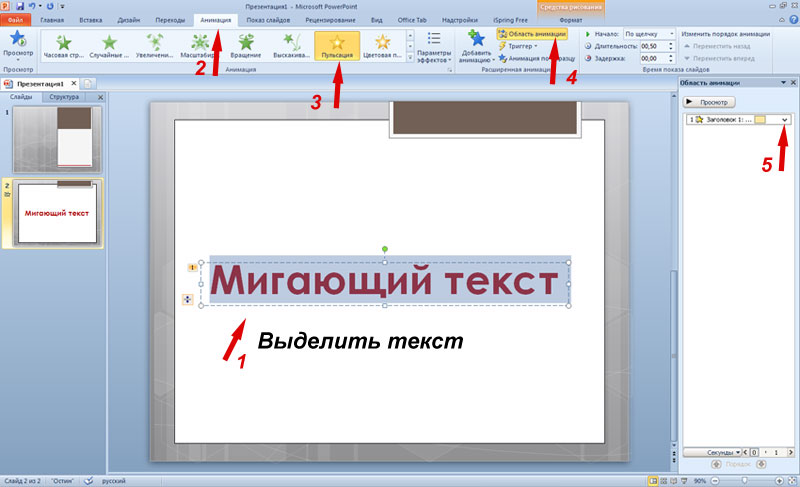 Презентация1 - Microsoft PowerPoint
Средства рисования
Файл Главная Вставка Дизайн Переходы Анимация Показ слайдов Рецензирование Вид Office Tab Надстройки iSpring Free Формат
Просмотр
Часовая стр... Случайные ... Увеличени... Масштабир Вращение Выскакива... Пульсация Цветовая п...
Параметры эффектов
Добавить анимацию
Область анимации
Триггер
Анимация по образцу
Начало: По щелчку
Длительность: 00,50
Задержка: 00,00
Изменить порядок анимации
Переместить назад
Переместить вперед
Просмотр Анимация Расширенная анимация Время показа слайдов
2
3
4
Презентация1
Слайды Структура
1
2
Мигающий текст
Область анимации
Просмотр
1 Заголовок 1: ...
5
1
Мигающий текст
1
Выделить текст
Секунды 0 1
Порядок
Слайд 2 из 2 "Остин" русский 90%